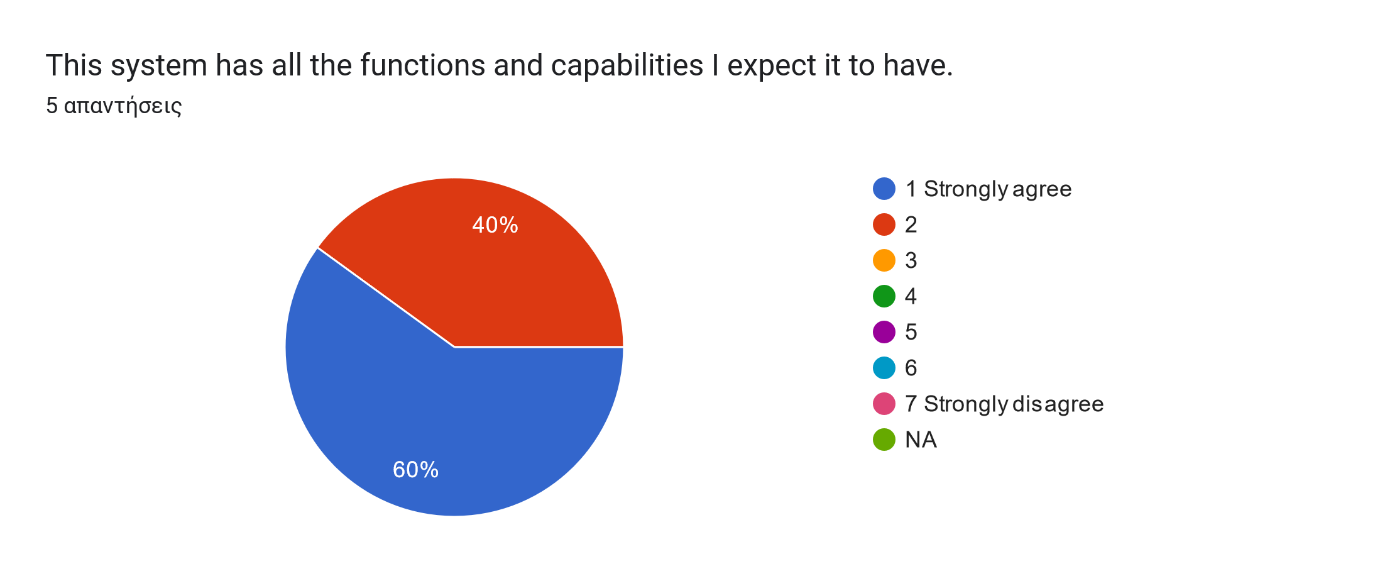 This system has all the functions and capabilities I expect it to have.
5 απαντήσεις
40%
60%
1 Strongly agree
2
3
4
5
6
7 Strongly disagree
NA